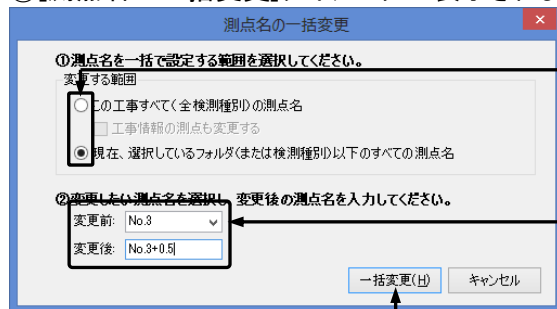 測点名の一括変更
①測点名を一括で設定する範囲を選択してください。
変更する範囲
この工事すべて(全検測種別)の測点名
工事情報の測点も変更する
現在、選択しているフォルダ(または検測種別)以下のすべての測点名
②変更したい測点名を選択し、変更後の測点名を入力してください。
変更前: No.3
変更後: No.3+0.5
一括変更(H) キャンセル